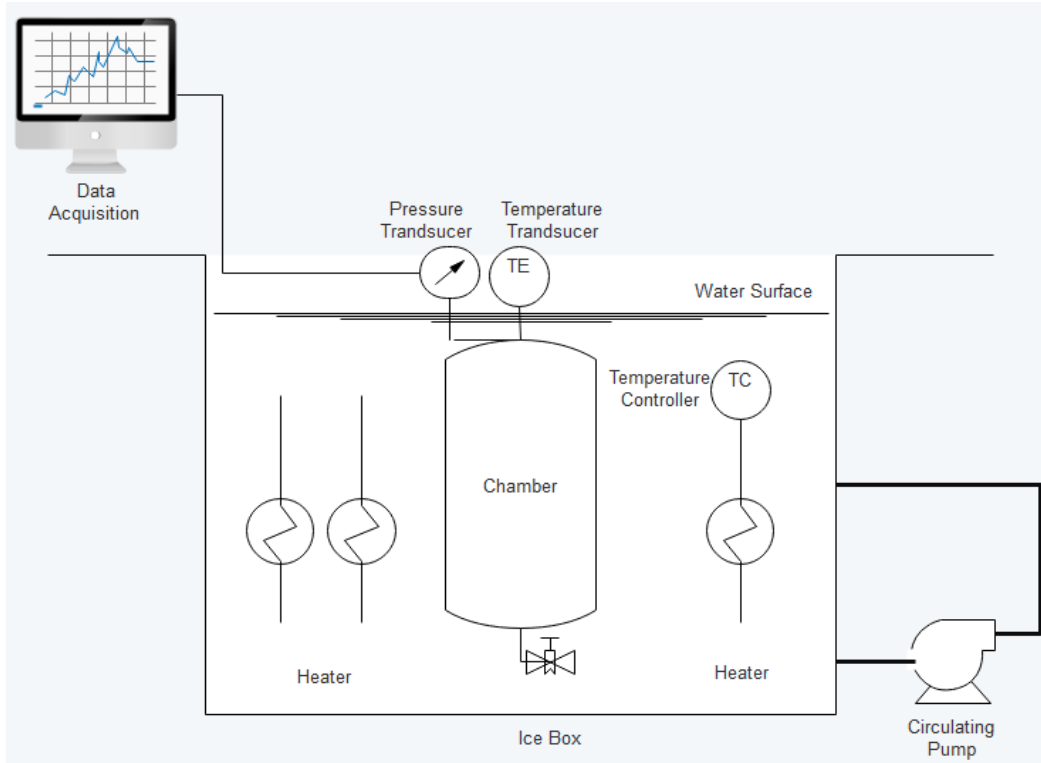 Data
Acquisition
Pressure
Trandsucer
Temperature
Trandsucer
TE
Water Surface
Temperature
Controller
TC
Chamber
Heater
Heater
Ice Box
Circulating
Pump